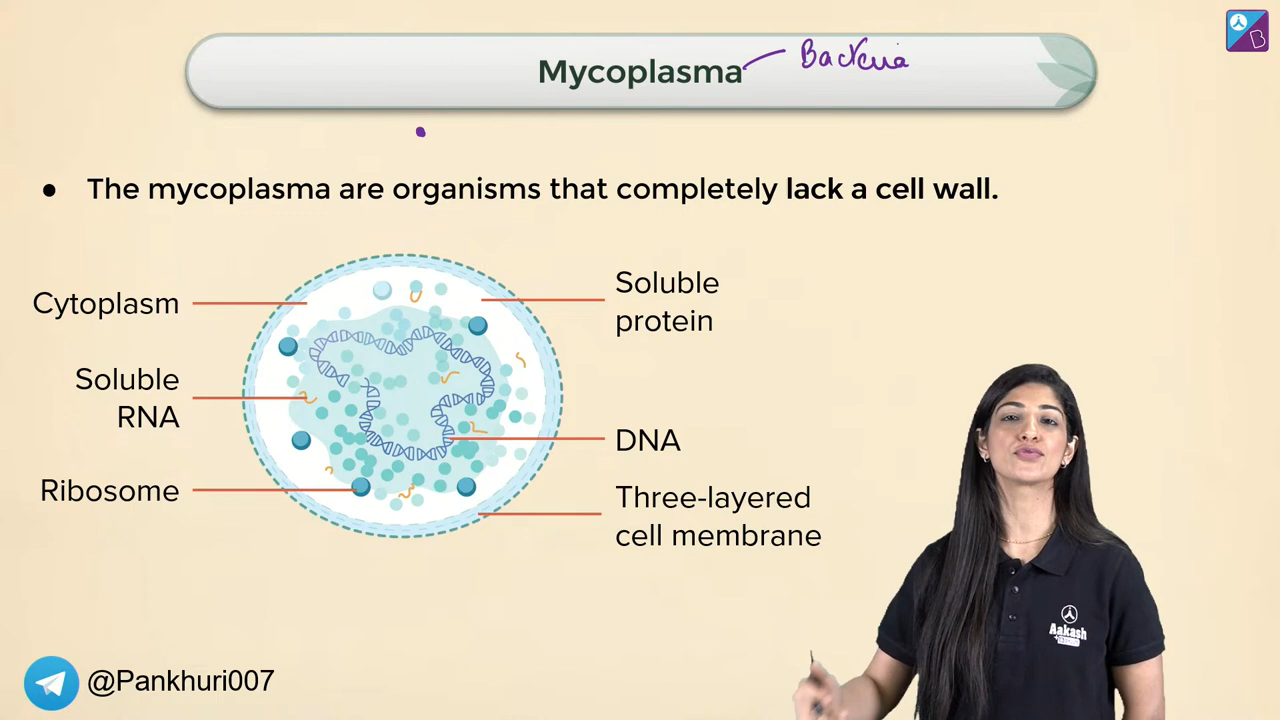 Mycoplasma
Bacteria
B
● The mycoplasma are organisms that completely lack a cell wall.
Cytoplasm
Soluble
RNA
Ribosome
Soluble
protein
DNA
Three-layered
cell membrane
Aakash
@Pankhuri007